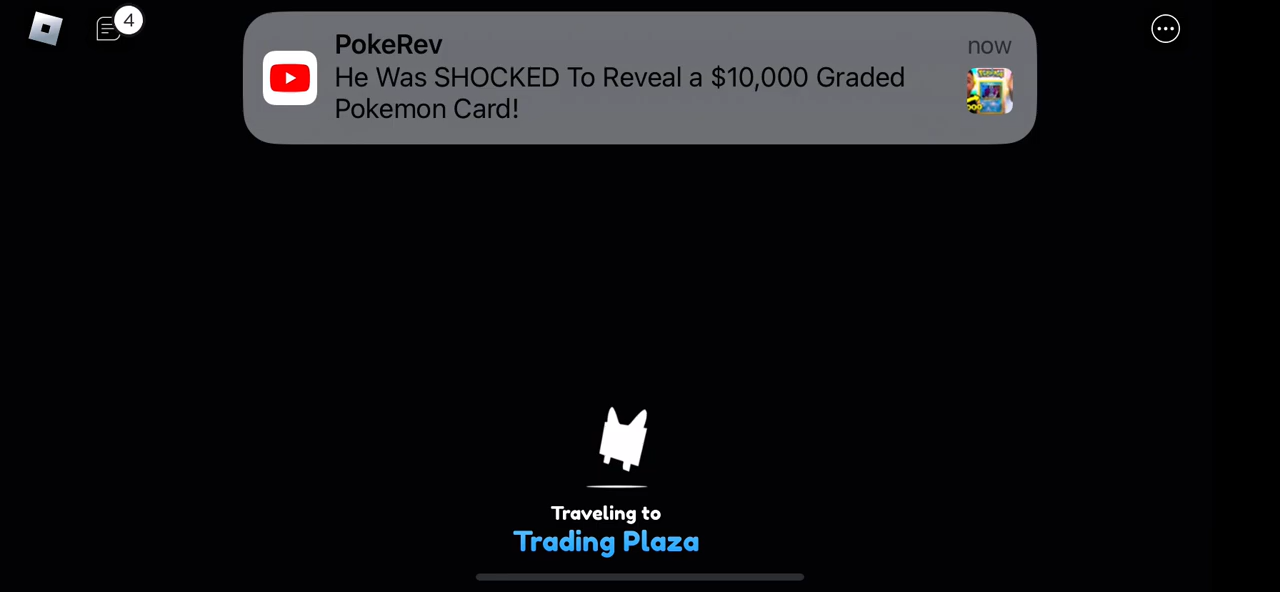 4
PokeRev
now
He Was SHOCKED To Reveal a $10,000 Graded
Pokemon Card!
Traveling to
Trading Plaza